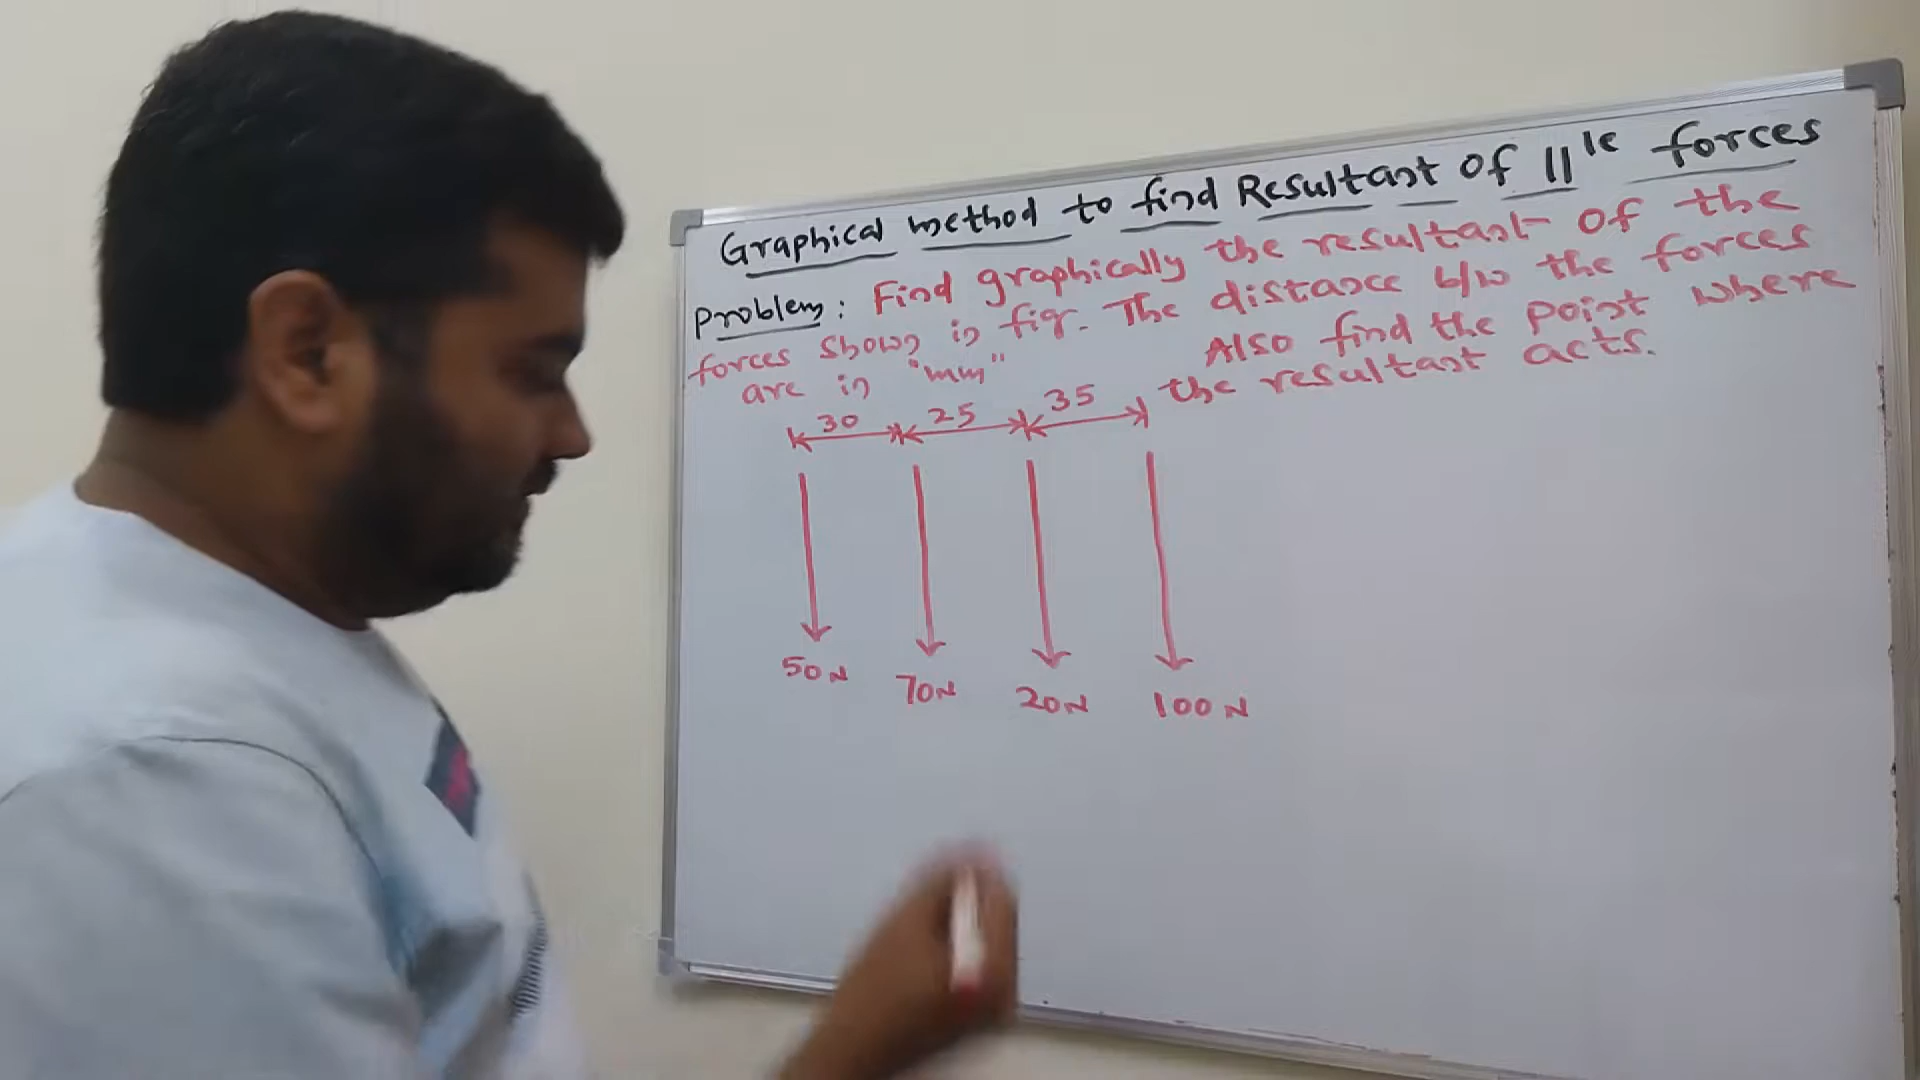 Graphical method to find Resultant of ||le forces
Problem: Find graphically the resultant of the
forces shown in fig. The distance b/w the forces
are in "mm" Also find the point where
the resultant acts.
30 25 35
50N 70N 20N 100N